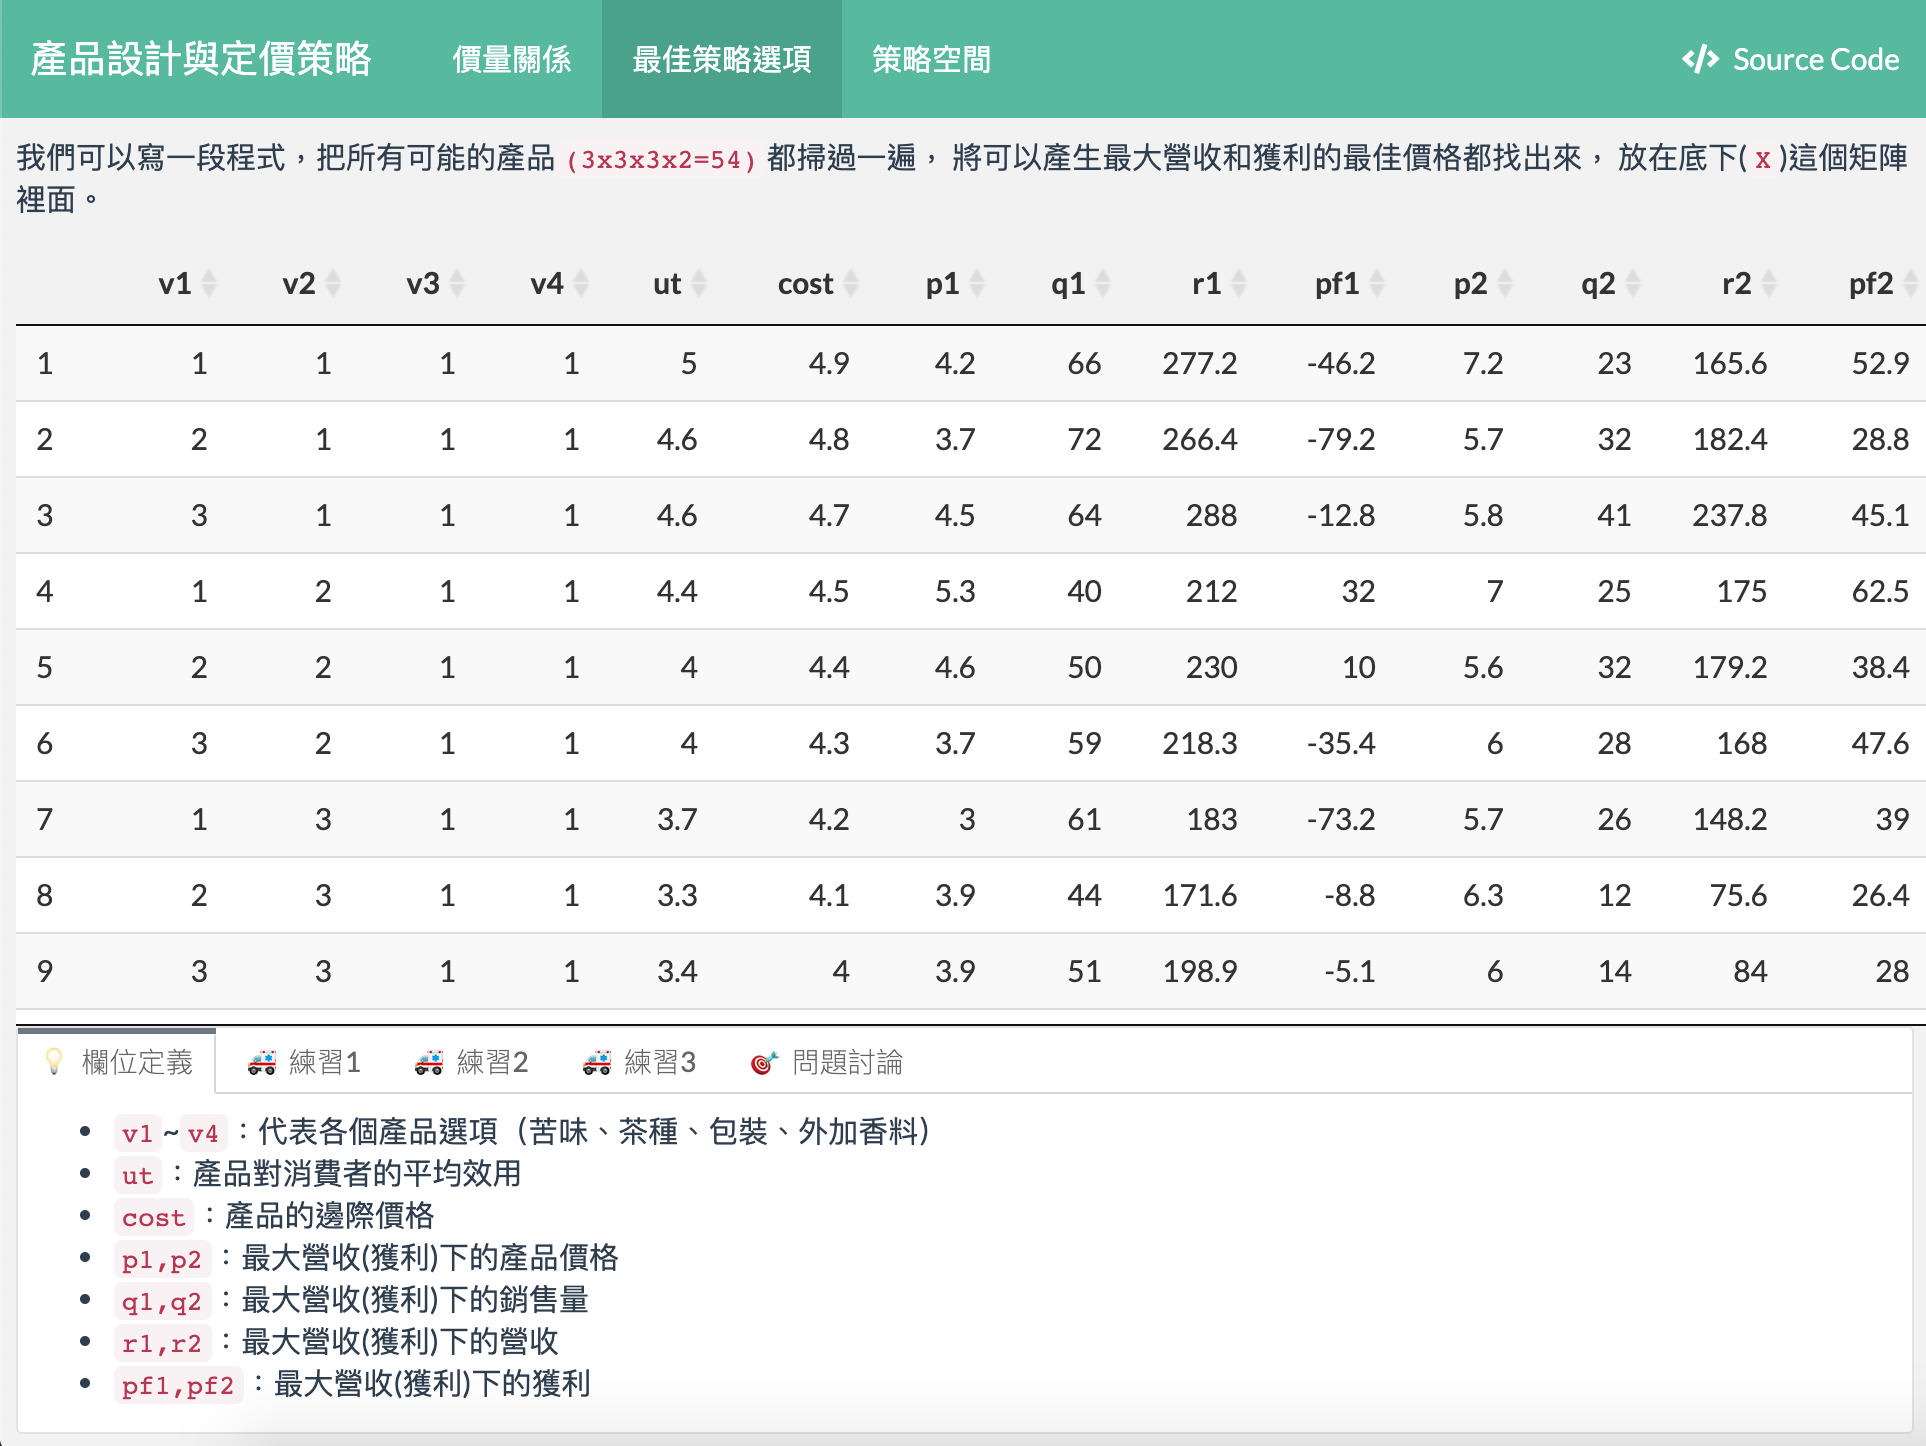 產品設計與定價策略 價量關係 最佳策略選項 策略空間 Source Code
我們可以寫一段程式，把所有可能的產品 (3x3x3x2=54) 都掃過一遍， 將可以產生最大營收和獲利的最佳價格都找出來， 放在底下( x )這個矩陣
裡面。
v1 v2 v3 v4 ut cost p1 q1 r1 pf1 p2 q2 r2 pf2
1 1 1 1 1 5 4.9 4.2 66 277.2 -46.2 7.2 23 165.6 52.9
2 2 1 1 1 4.6 4.8 3.7 72 266.4 -79.2 5.7 32 182.4 28.8
3 3 1 1 1 4.6 4.7 4.5 64 288 -12.8 5.8 41 237.8 45.1
4 1 2 1 1 4.4 4.5 5.3 40 212 32 7 25 175 62.5
5 2 2 1 1 4 4.4 4.6 50 230 10 5.6 32 179.2 38.4
6 3 2 1 1 4 4.3 3.7 59 218.3 -35.4 6 28 168 47.6
7 1 3 1 1 3.7 4.2 3 61 183 -73.2 5.7 26 148.2 39
8 2 3 1 1 3.3 4.1 3.9 44 171.6 -8.8 6.3 12 75.6 26.4
9 3 3 1 1 3.4 4 3.9 51 198.9 -5.1 6 14 84 28
欄位定義 練習1 練習2 練習3 問題討論
v1~v4：代表各個產品選項（苦味、茶種、包裝、外加香料）
ut：產品對消費者的平均效用
cost：產品的邊際價格
p1,p2：最大營收(獲利)下的產品價格
q1,q2：最大營收(獲利)下的銷售量
r1,r2：最大營收(獲利)下的營收
pf1,pf2：最大營收(獲利)下的獲利